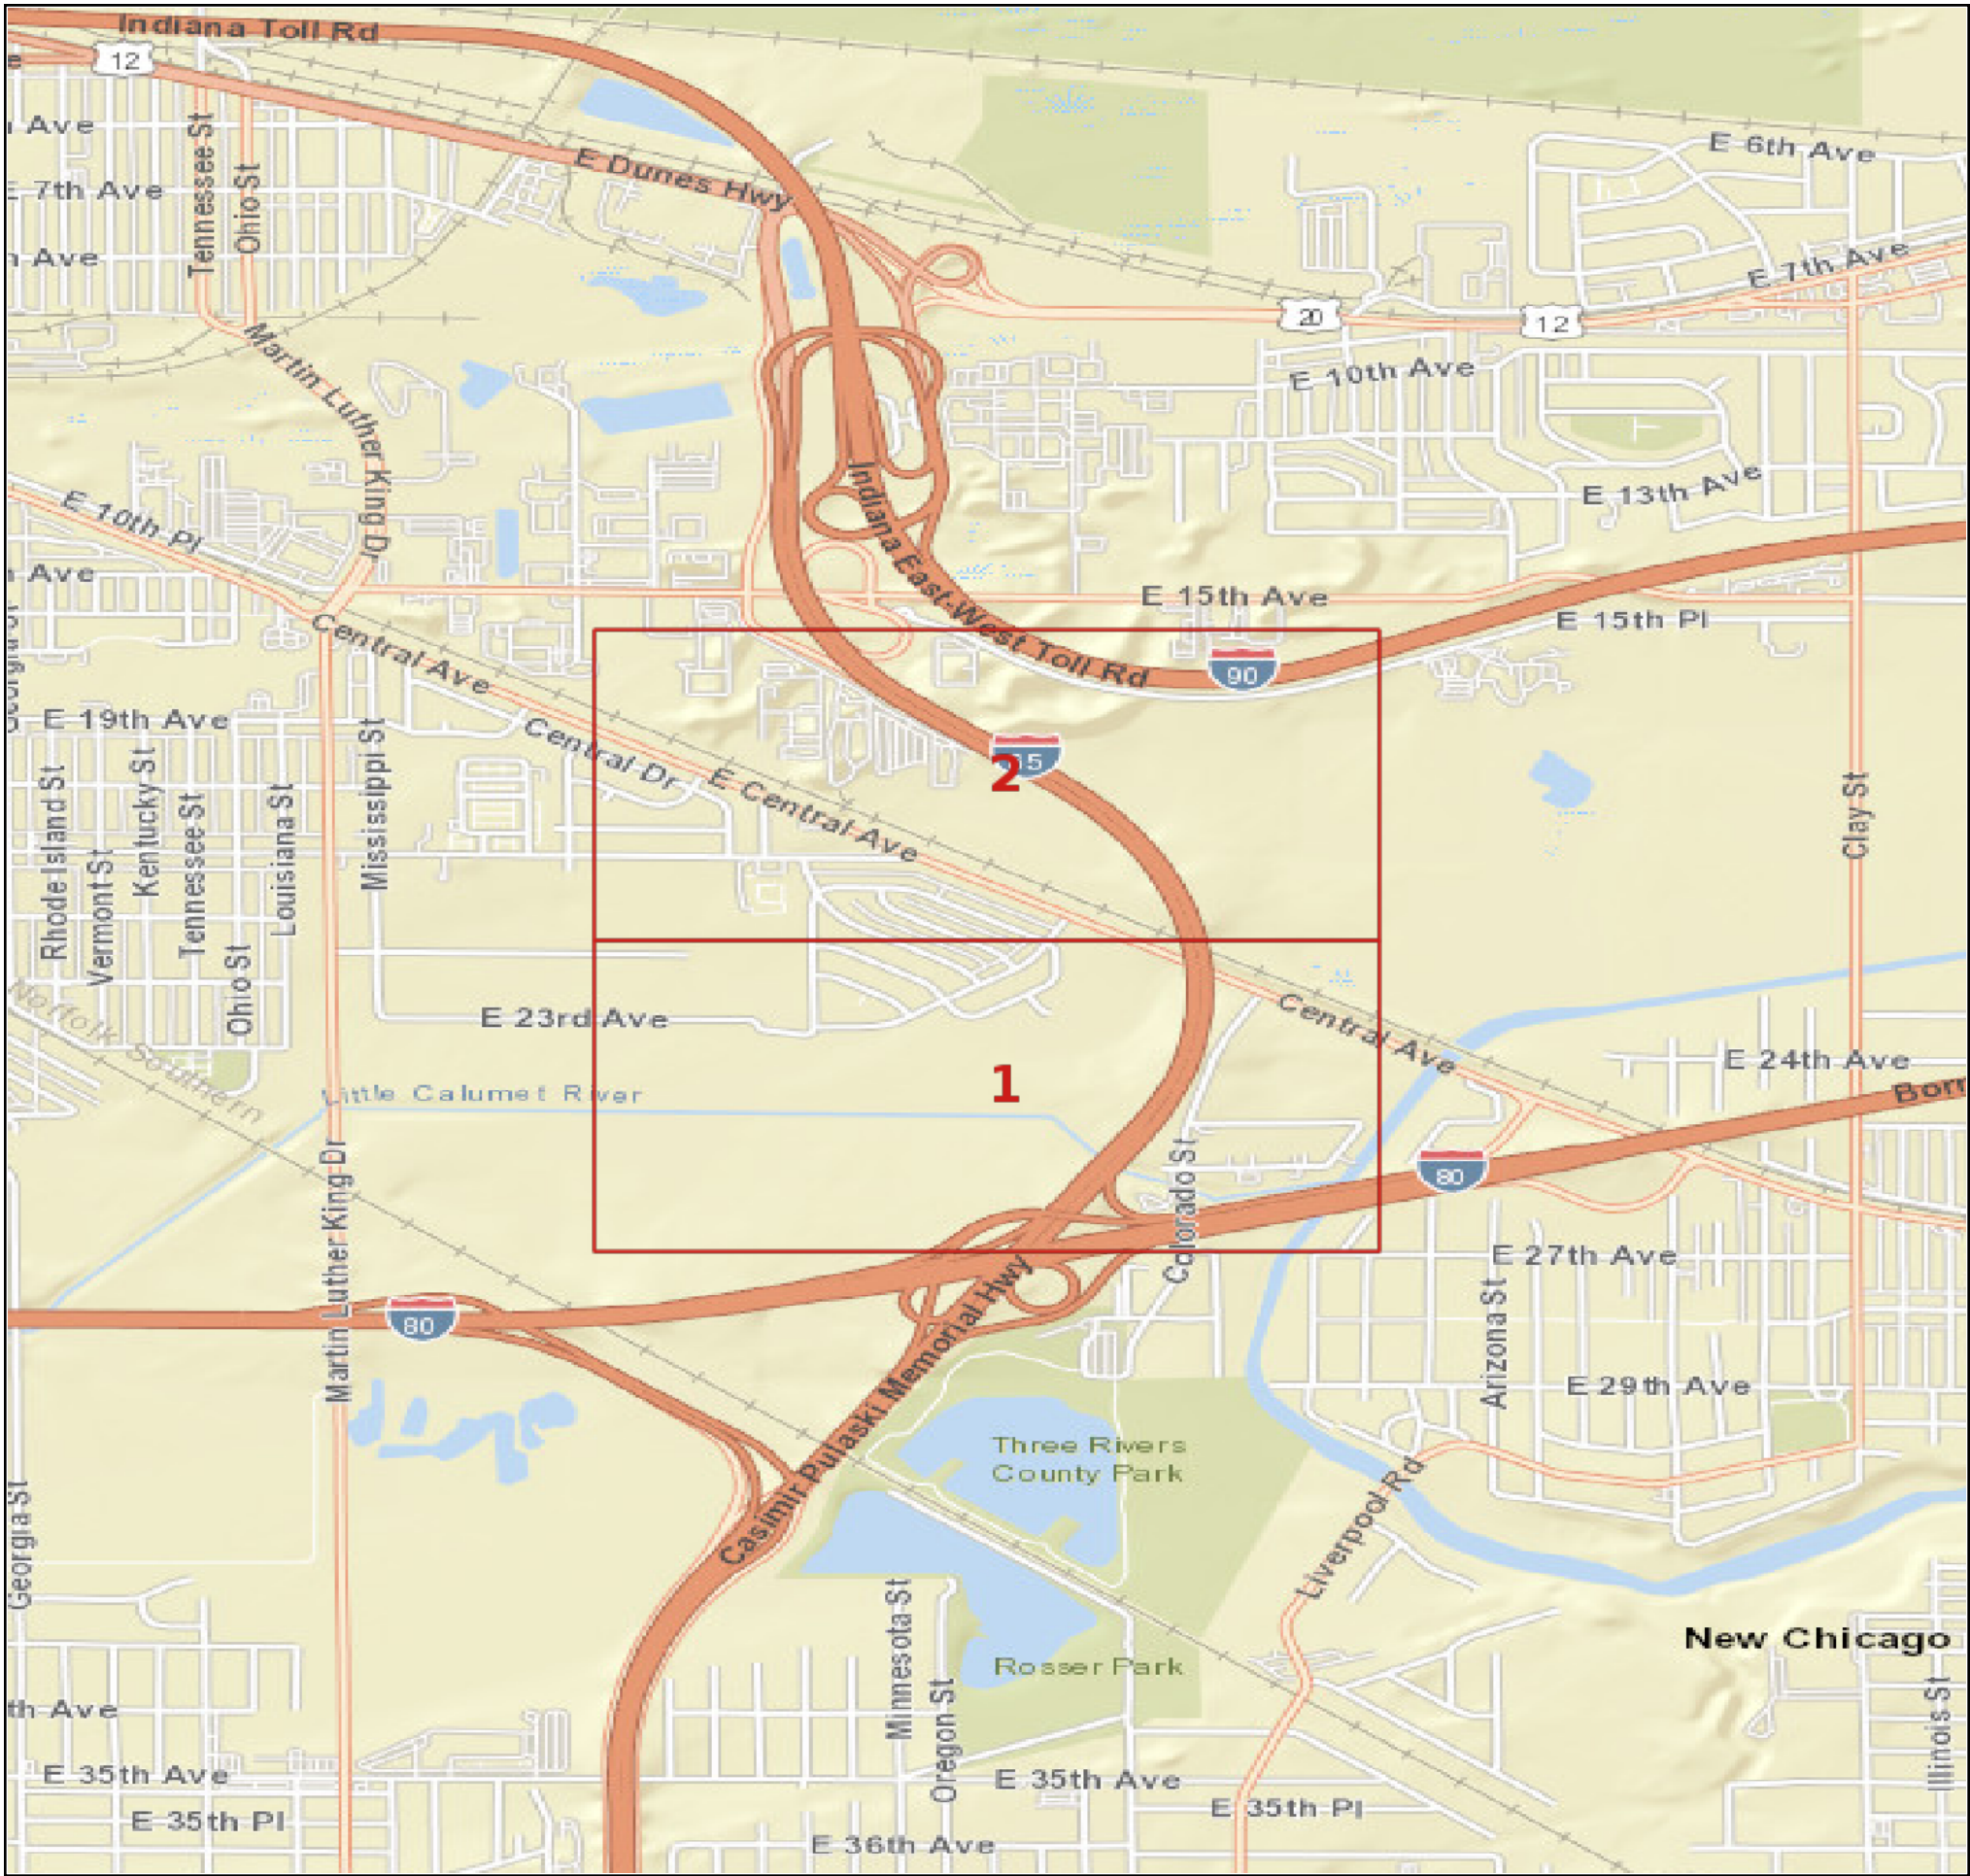 Indiana Toll Rd
12
Ave
E 6th Ave
E Dunes Hwy
E 7th Ave
Tennessee St
Ohio St
Ave
E 7th Ave
20
12
Martin Luther King Dr
E 10th Ave
E 13th Ave
E 10th Pl
Indiana East-West Toll Rd
Ave
E 15th Ave
E 15th Pl
Central Ave
90
E 19th Ave
Central Dr
E Central Ave
15
2
Rhode Island St
Vermont St
Kentucky St
Tennessee St
Ohio St
Louisiana St
Mississippi St
Clay St
Norfolk Southern
E 23rd Ave
Central Ave
E 24th Ave
Little Calumet River
1
Born
Martin Luther King Dr
Colorado St
80
E 27th Ave
80
Casimir Pulaski Memorial Hwy
Arizona St
E 29th Ave
Three Rivers
County Park
Georgia St
Liverpool Rd
Minnesota St
Oregon St
Rosser Park
New Chicago
Illinois St
th Ave
E 35th Ave
E 35th Ave
E 35th Pl
E 35th Pl
E 36th Ave